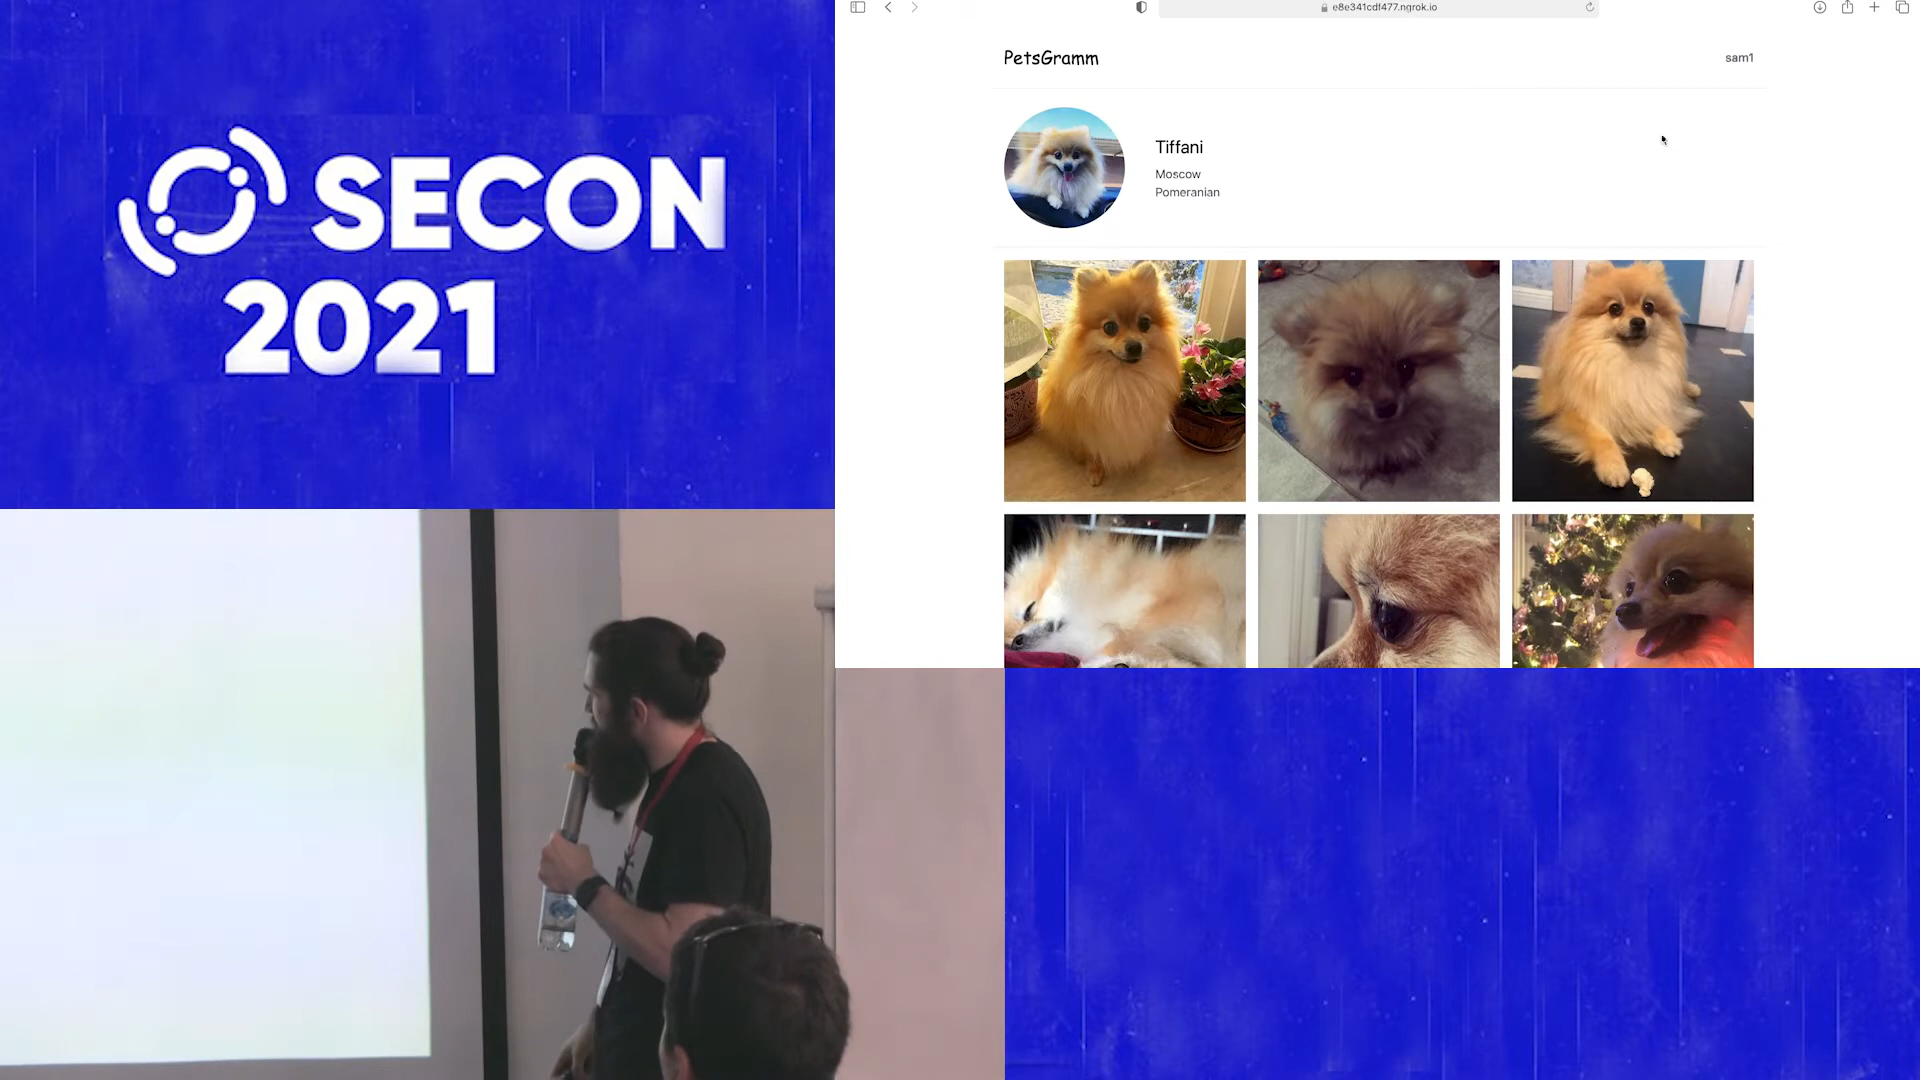 SECON
2021
e8e341cdf477.ngrok.io
PetsGramm
sam1
Tiffani
Moscow
Pomeranian